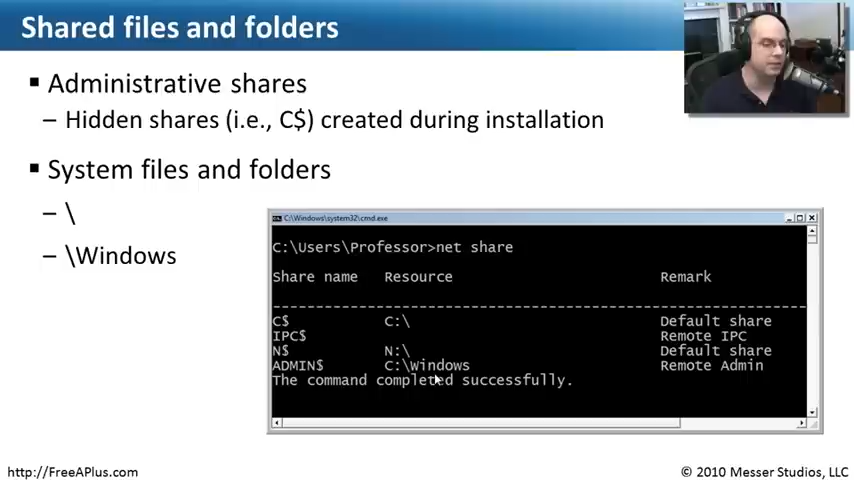 Shared files and folders
▪ Administrative shares
– Hidden shares (i.e., C$) created during installation
▪ System files and folders
– \
– \Windows
C:\Windows\system32\cmd.exe
C:\Users\Professor>net share
Share name Resource Remark
-------------------------------------------------------------------------------
C$ C:\ Default share
IPC$ Remote IPC
N$ N:\ Default share
ADMIN$ C:\Windows Remote Admin
The command completed successfully.
http://FreeAPlus.com
© 2010 Messer Studios, LLC